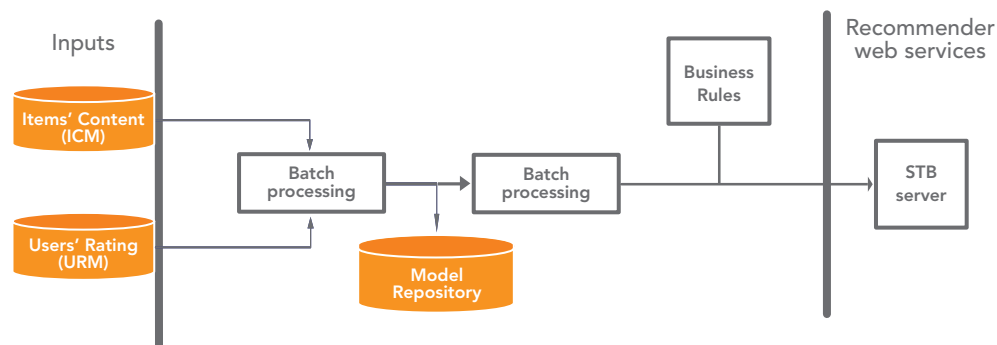 Inputs
Items’ Content
(ICM)
Users’ Rating
(URM)
Batch
processing
Model
Repository
Batch
processing
Business
Rules
Recommender
web services
STB
server